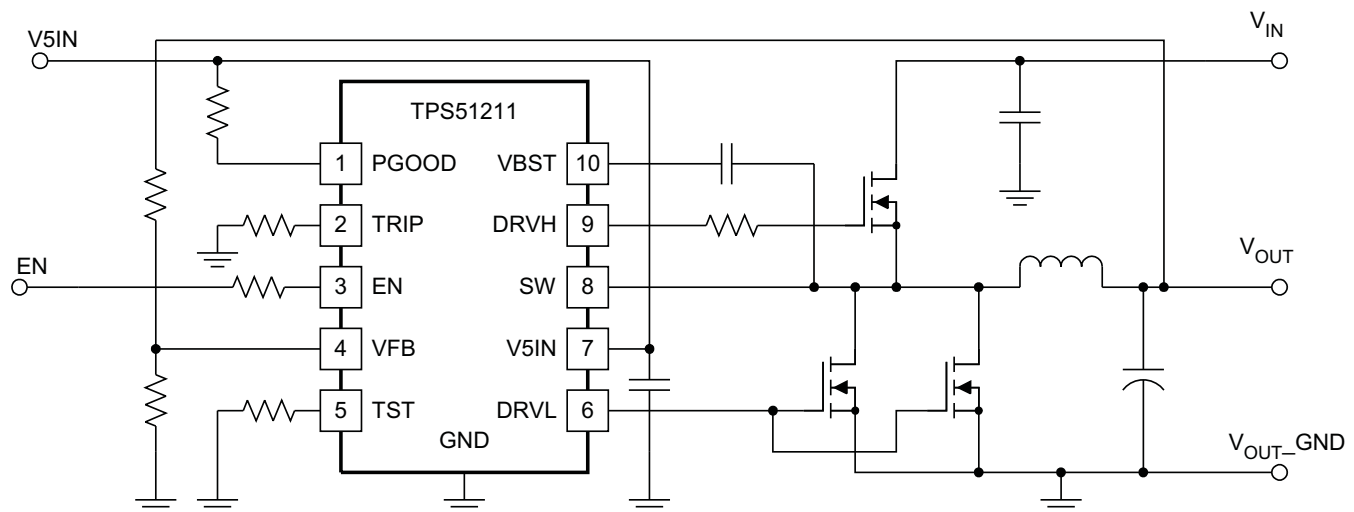 V5IN
V_IN
TPS51211
1 PGOOD VBST 10
2 TRIP DRVH 9
EN
3 EN SW 8
V_OUT
4 VFB V5IN 7
5 TST DRVL 6
GND
V_OUT_GND